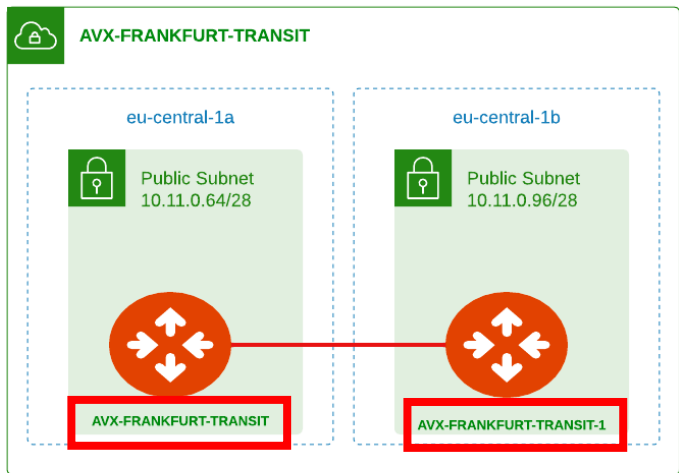 AVX-FRANKFURT-TRANSIT
eu-central-1a
Public Subnet
10.11.0.64/28
AVX-FRANKFURT-TRANSIT
eu-central-1b
Public Subnet
10.11.0.96/28
AVX-FRANKFURT-TRANSIT-1